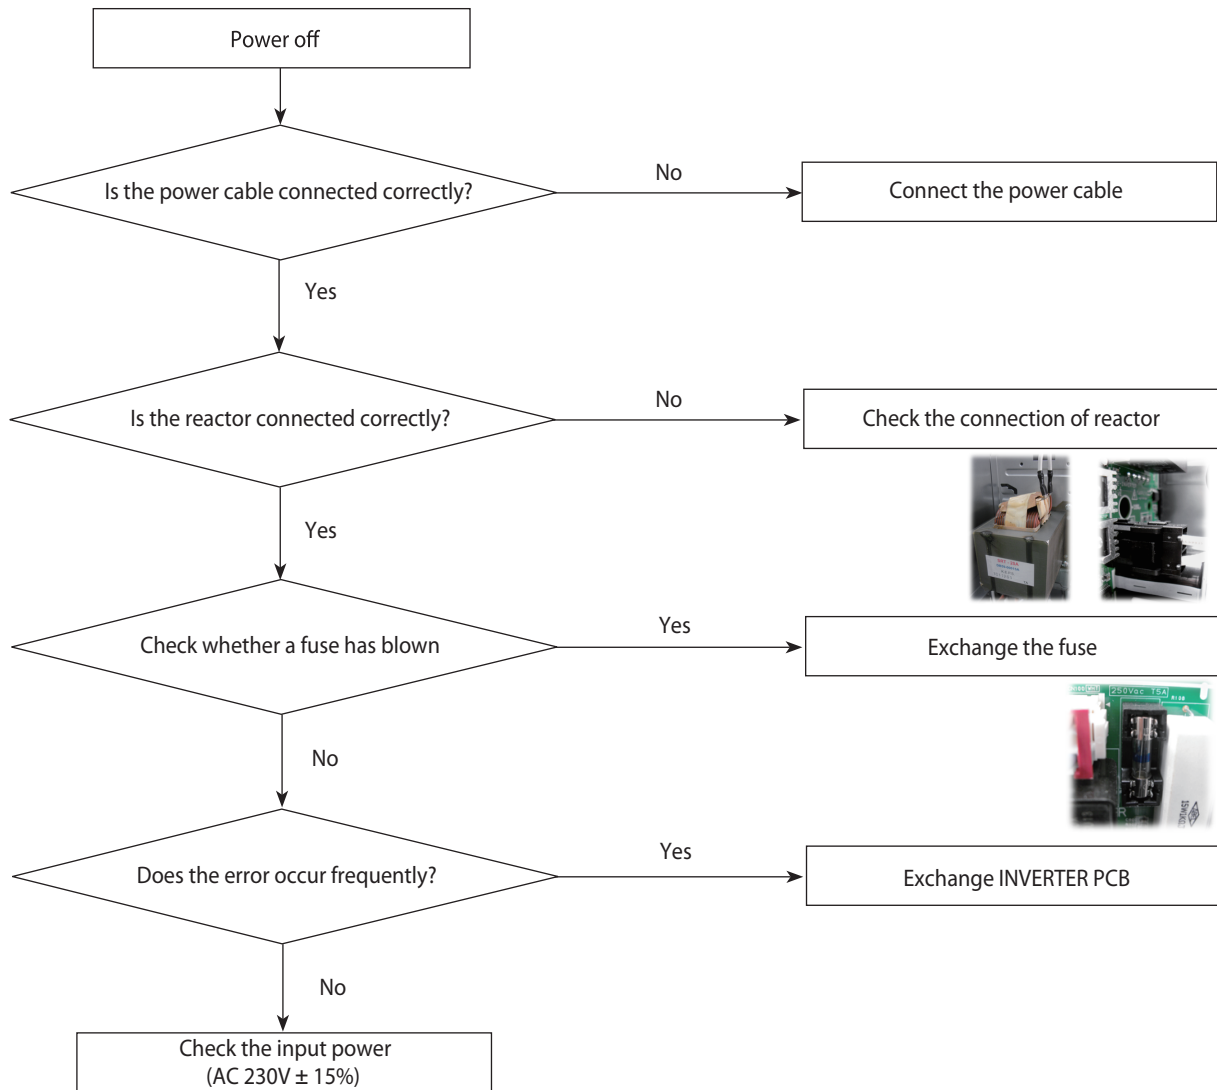 Power off
Is the power cable connected correctly?
No
Connect the power cable
Yes
Is the reactor connected correctly?
No
Check the connection of reactor
Yes
Check whether a fuse has blown
Yes
Exchange the fuse
250Vac T5A
No
Does the error occur frequently?
Yes
Exchange INVERTER PCB
No
Check the input power
(AC 230V ± 15%)